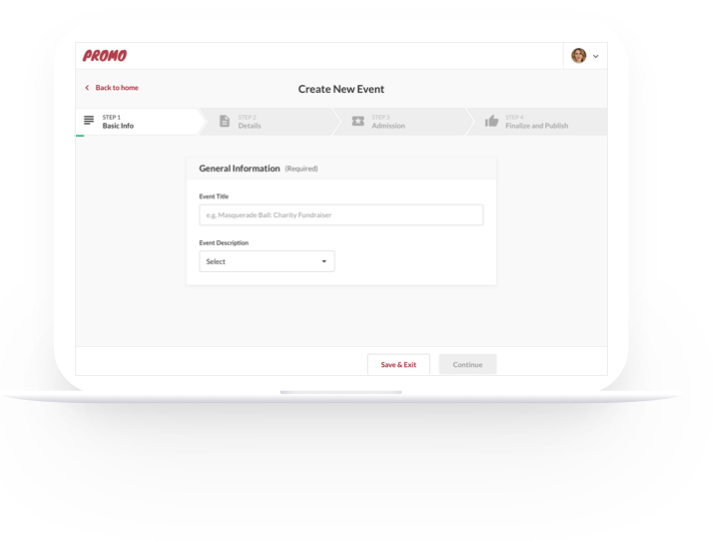 PROMO
Back to home
Create New Event
STEP 1
Basic Info
STEP 2
Details
STEP 3
Admission
STEP 4
Finalize and Publish
General Information (Required)
Event Title
e.g. Masquerade Ball: Charity Fundraiser
Event Description
Select
Save & Exit
Continue